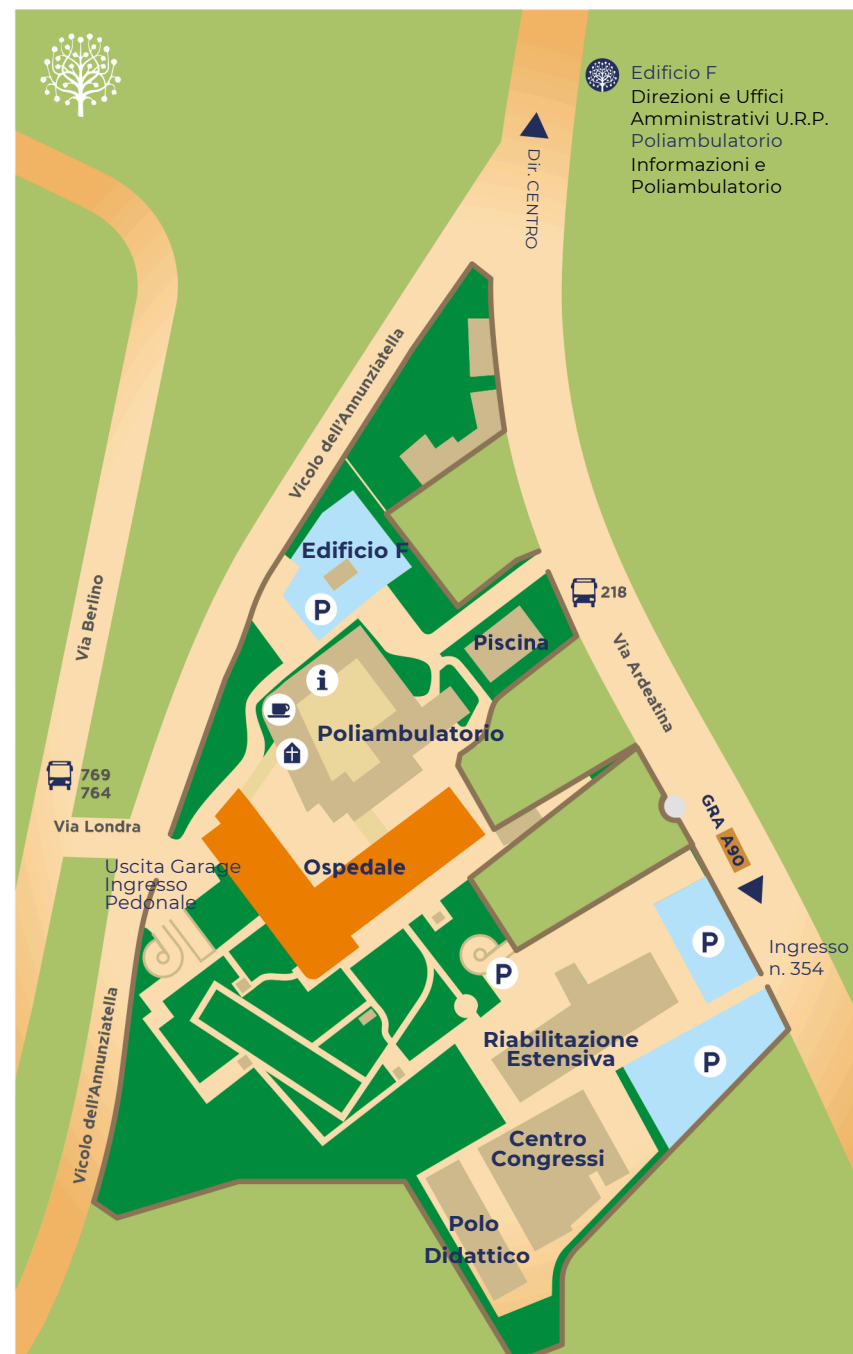 Edificio F
Direzioni e Uffici
Amministrativi U.R.P.
Poliambulatorio
Informazioni e
Poliambulatorio
Dir. CENTRO
Vicolo dell'Annunziatella
Edificio F
P
Via Berlino
218
Piscina
Via Ardeatina
i
Poliambulatorio
769
764
Via Londra
GRA A90
Uscita Garage
Ingresso
Pedonale
Ospedale
P
Ingresso
n. 354
P
Riabilitazione
Estensiva
P
Vicolo dell'Annunziatella
Centro
Congressi
Polo
Didattico